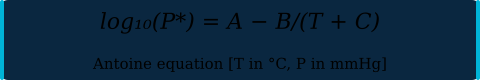 log₁₀(P*) = A − B/(T + C)
Antoine equation [T in °C, P in mmHg]